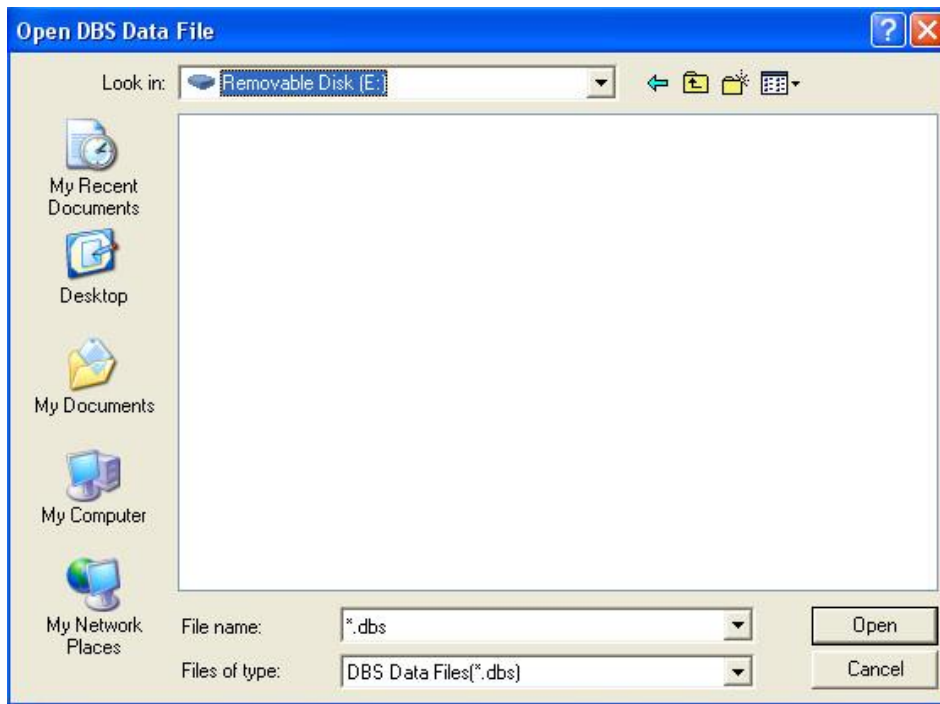 Open DBS Data File
Look in: Removable Disk (E:)
My Recent
Documents
Desktop
My Documents
My Computer
My Network
Places
File name: *.dbs Open
Files of type: DBS Data Files(*.dbs) Cancel